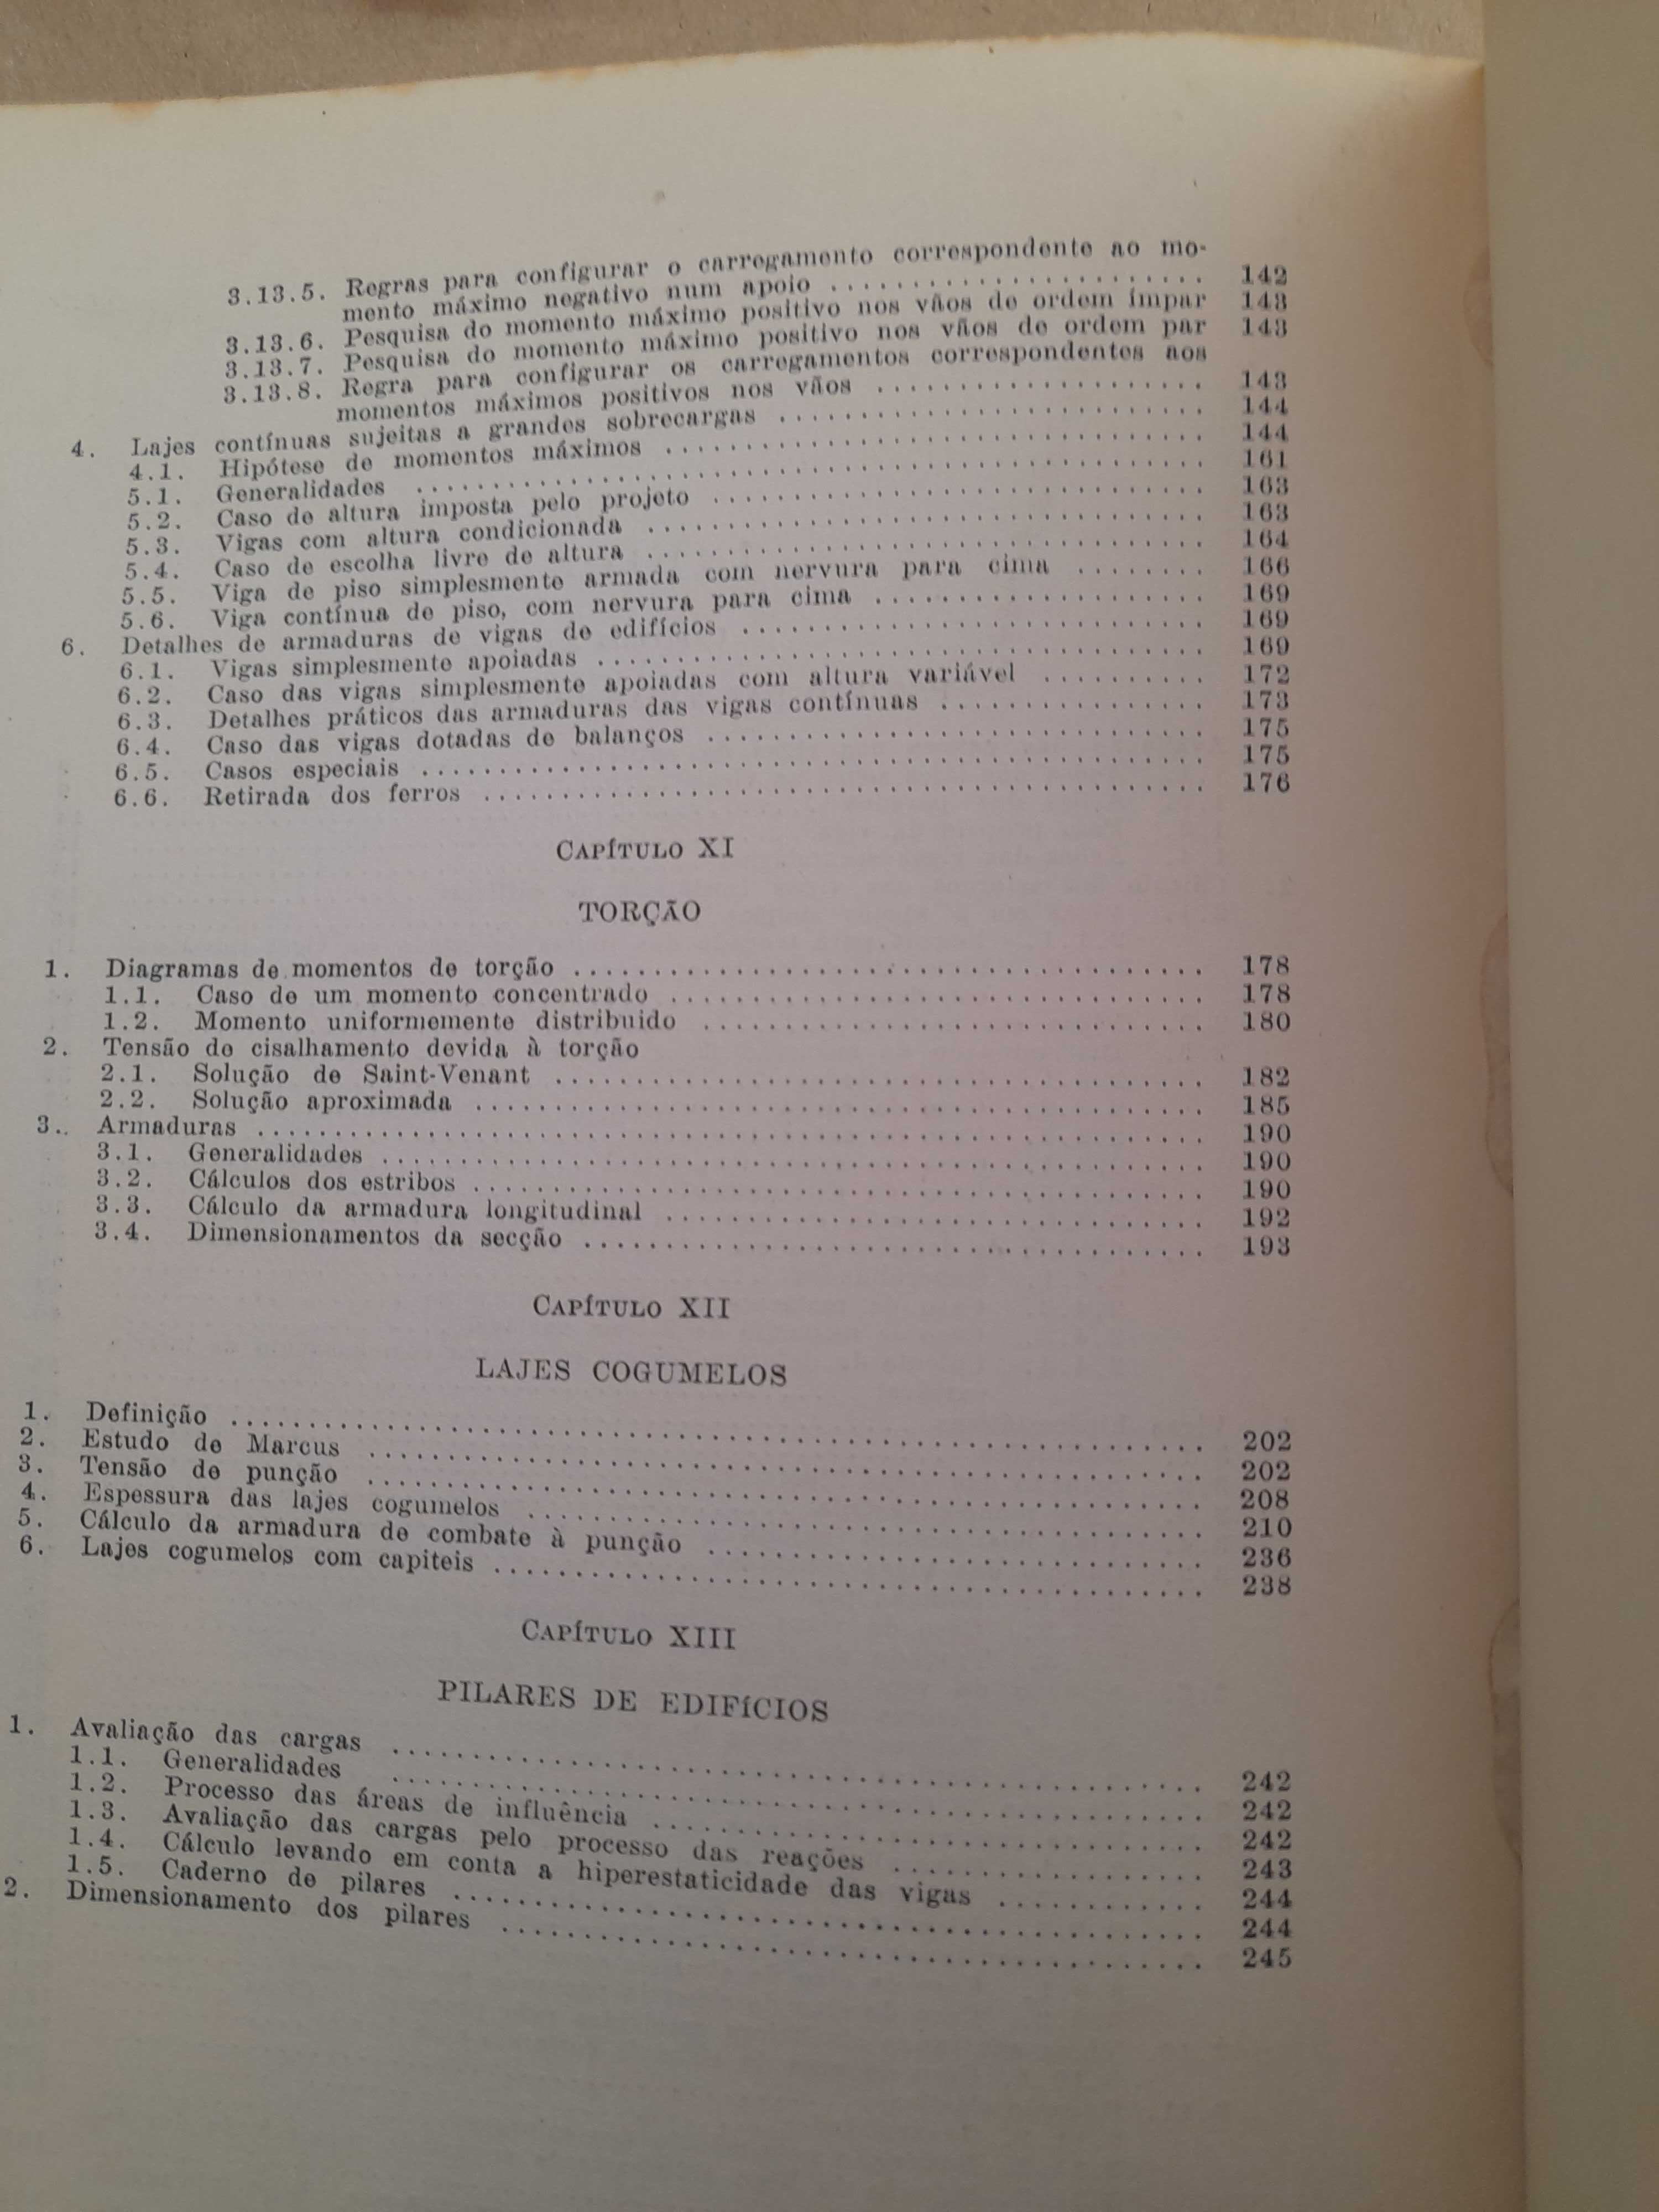 3.13.5. Regras para configurar o carregamento correspondente ao mo-
mento máximo negativo num apoio ........................ 142
3.13.6. Pesquisa do momento máximo positivo nos vãos de ordem ímpar 143
3.13.7. Pesquisa do momento máximo positivo nos vãos de ordem par 143
3.13.8. Regra para configurar os carregamentos correspondentes aos
momentos máximos positivos nos vãos ..................... 143
4. Lajes contínuas sujeitas a grandes sobrecargas ........................... 144
4.1. Hipótese de momentos máximos .................................. 144
5.1. Generalidades .................................................. 161
5.2. Caso de altura imposta pelo projeto ............................... 163
5.3. Vigas com altura condicionada ................................... 163
5.4. Caso de escolha livre de altura ................................... 164
5.5. Viga de piso simplesmente armada com nervura para cima ........ 166
5.6. Viga contínua de piso, com nervura para cima ..................... 169
6. Detalhes de armaduras de vigas de edifícios ............................. 169
6.1. Vigas simplesmente apoiadas ...................................... 169
6.2. Caso das vigas simplesmente apoiadas com altura variável .......... 172
6.3. Detalhes práticos das armaduras das vigas contínuas ................. 173
6.4. Caso das vigas dotadas de balanços ............................... 175
6.5. Casos especiais .................................................. 175
6.6. Retirada dos ferros .............................................. 176
CAPÍTULO XI
TORÇÃO
1. Diagramas de momentos de torção ........................................ 178
1.1. Caso de um momento concentrado .................................. 178
1.2. Momento uniformemente distribuido ................................ 180
2. Tensão de cisalhamento devida à torção
2.1. Solução de Saint-Venant .......................................... 182
2.2. Solução aproximada .............................................. 185
3. Armaduras ............................................................ 190
3.1. Generalidades .................................................... 190
3.2. Cálculos dos estribos .............................................. 190
3.3. Cálculo da armadura longitudinal .................................. 192
3.4. Dimensionamentos da secção ....................................... 193
CAPÍTULO XII
LAJES COGUMELOS
1. Definição ............................................................ 202
2. Estudo de Marcus .................................................... 202
3. Tensão de punção .................................................... 208
4. Espessura das lajes cogumelos .......................................... 210
5. Cálculo da armadura de combate à punção ............................... 236
6. Lajes cogumelos com capiteis ............................................ 238
CAPÍTULO XIII
PILARES DE EDIFÍCIOS
1. Avaliação das cargas .................................................. 242
1.1. Generalidades .................................................... 242
1.2. Processo das áreas de influência ................................... 242
1.3. Avaliação das cargas pelo processo das reações .................... 243
1.4. Cálculo levando em conta a hiperestaticidade das vigas ............. 244
1.5. Caderno de pilares ................................................ 244
2. Dimensionamento dos pilares ........................................... 245